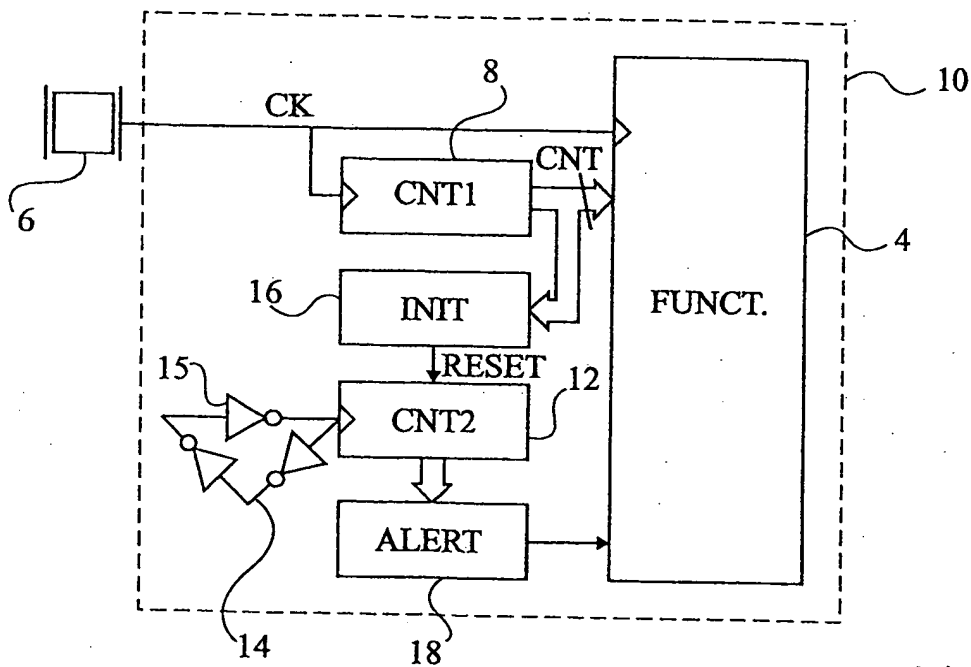 8
10
CK
CNT
CNT1
6
4
16
INIT
FUNCT.
RESET
15
12
CNT2
ALERT
14
18